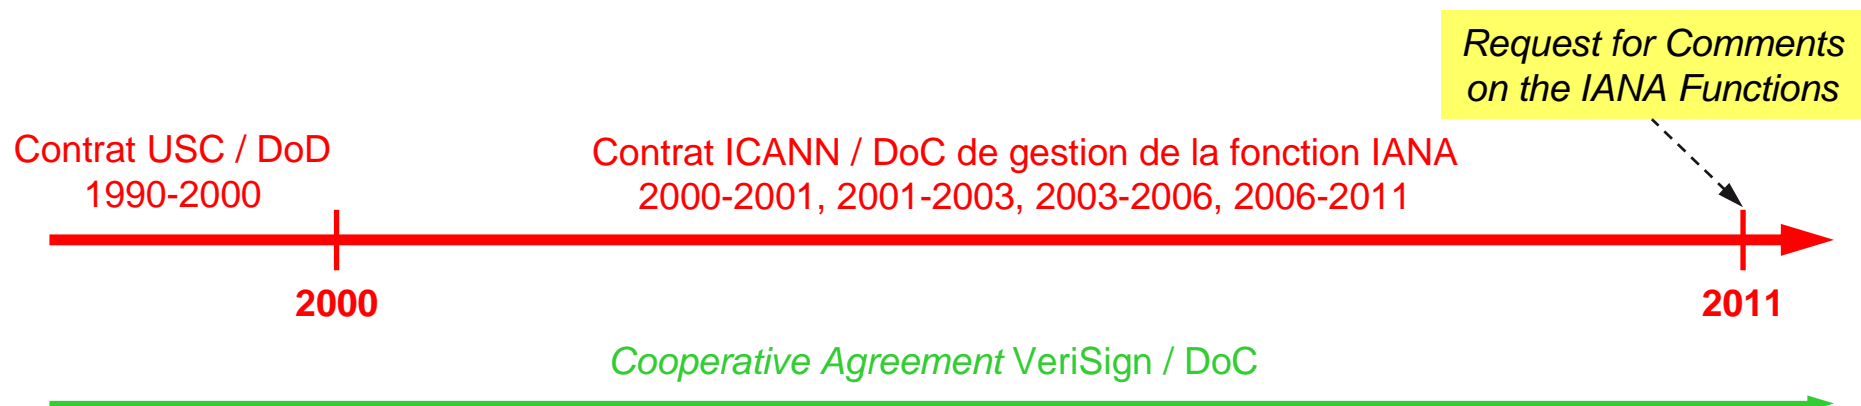 Request for Comments
on the IANA Functions
Contrat USC / DoD
1990-2000
Contrat ICANN / DoC de gestion de la fonction IANA
2000-2001, 2001-2003, 2003-2006, 2006-2011
2000
2011
Cooperative Agreement VeriSign / DoC